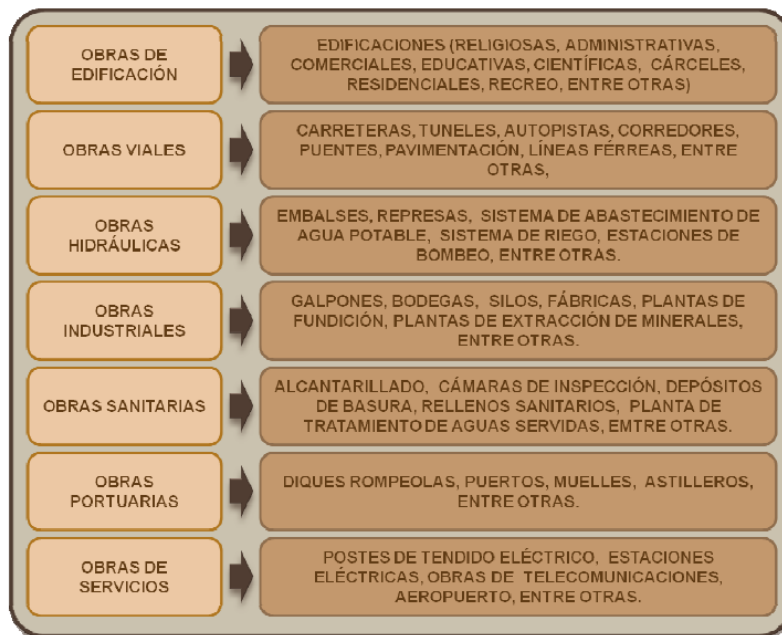 OBRAS DE
EDIFICACIÓN
EDIFICACIONES (RELIGIOSAS, ADMINISTRATIVAS,
COMERCIALES, EDUCATIVAS, CIENTÍFICAS, CÁRCELES,
RESIDENCIALES, RECREO, ENTRE OTRAS)
OBRAS VIALES
CARRETERAS, TUNELES, AUTOPISTAS, CORREDORES,
PUENTES, PAVIMENTACIÓN, LÍNEAS FÉRREAS, ENTRE
OTRAS,
OBRAS
HIDRÁULICAS
EMBALSES, REPRESAS, SISTEMA DE ABASTECIMIENTO DE
AGUA POTABLE, SISTEMA DE RIEGO, ESTACIONES DE
BOMBEO, ENTRE OTRAS.
OBRAS
INDUSTRIALES
GALPONES, BODEGAS, SILOS, FÁBRICAS, PLANTAS DE
FUNDICIÓN, PLANTAS DE EXTRACCIÓN DE MINERALES,
ENTRE OTRAS.
OBRAS SANITARIAS
ALCANTARILLADO, CÁMARAS DE INSPECCIÓN, DEPÓSITOS
DE BASURA, RELLENOS SANITARIOS, PLANTA DE
TRATAMIENTO DE AGUAS SERVIDAS, EMTRE OTRAS.
OBRAS
PORTUARIAS
DIQUES ROMPEOLAS, PUERTOS, MUELLES, ASTILLEROS,
ENTRE OTRAS.
OBRAS DE
SERVICIOS
POSTES DE TENDIDO ELÉCTRICO, ESTACIONES
ELÉCTRICAS, OBRAS DE TELECOMUNICACIONES,
AEROPUERTO, ENTRE OTRAS.